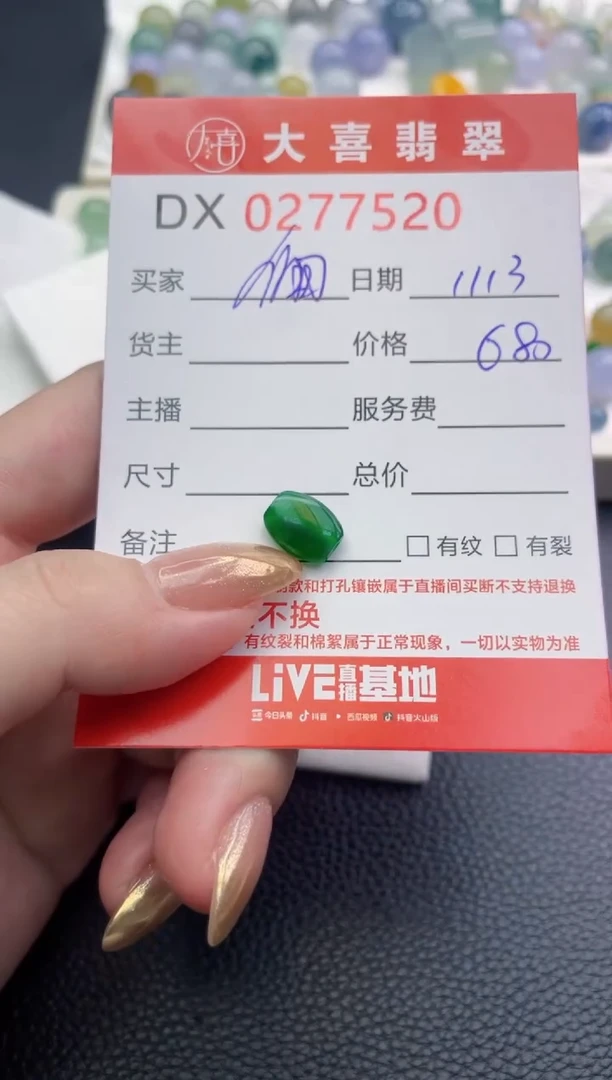 大喜 大喜翡翠
DX 0277520
买家 日期 1113
货主 价格 680
主播 服务费
尺寸 总价
备注 □有纹 □有裂
款和打孔镶嵌属于直播间买断不支持退换
不换
有纹裂和棉絮属于正常现象，一切以实物为准
LiVE直播基地
今日头条 抖音 西瓜视频 抖音火山版